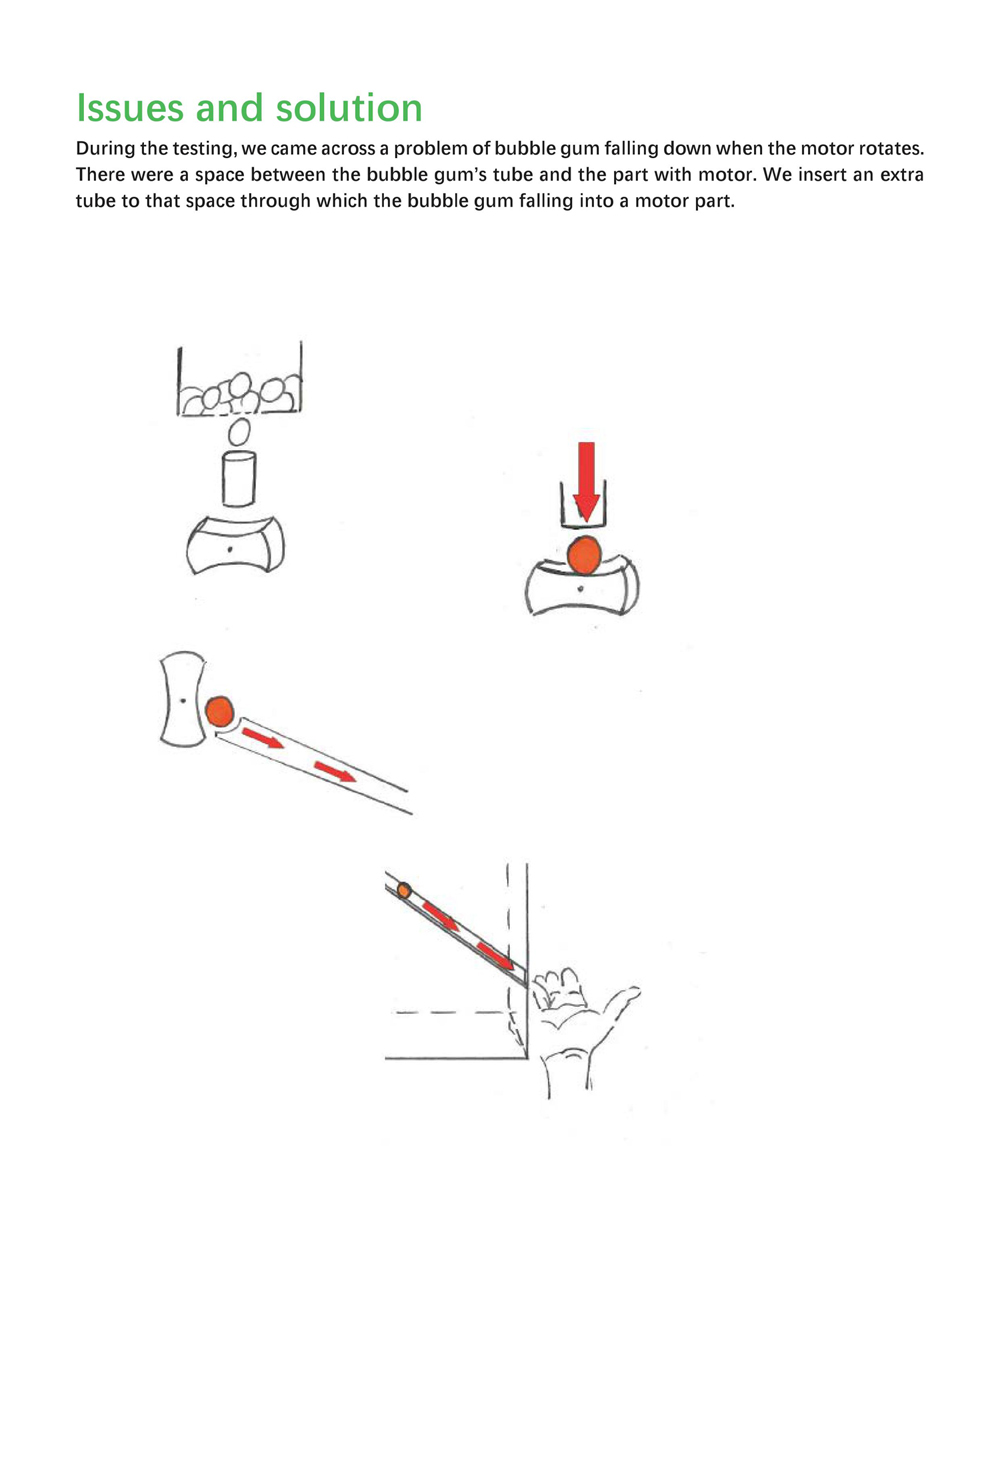 Issues and solution
During the testing, we came across a problem of bubble gum falling down when the motor rotates.
There were a space between the bubble gum's tube and the part with motor. We insert an extra
tube to that space through which the bubble gum falling into a motor part.